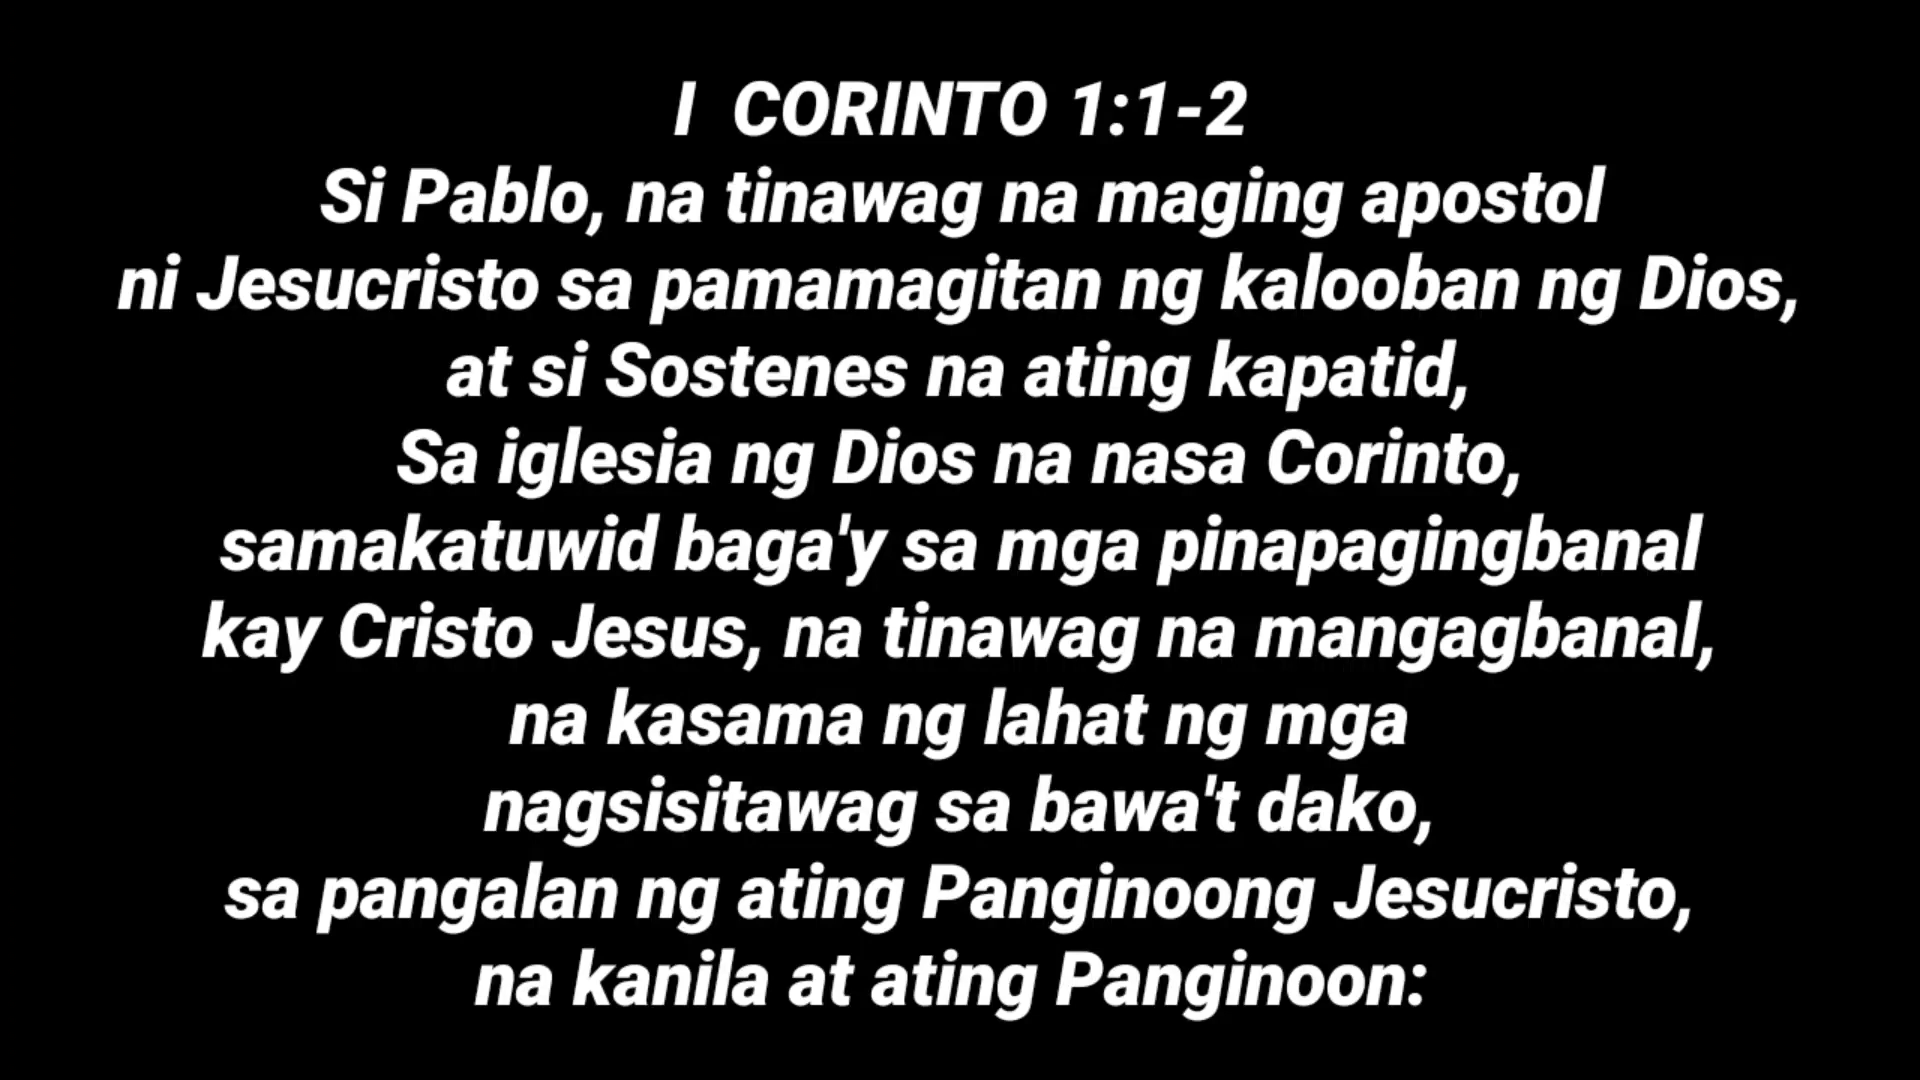 I CORINTO 1:1-2
Si Pablo, na tinawag na maging apostol
ni Jesucristo sa pamamagitan ng kalooban ng Dios,
at si Sostenes na ating kapatid,
Sa iglesia ng Dios na nasa Corinto,
samakatuwid baga'y sa mga pinapagingbanal
kay Cristo Jesus, na tinawag na mangagbanal,
na kasama ng lahat ng mga
nagsisitawag sa bawa't dako,
sa pangalan ng ating Panginoong Jesucristo,
na kanila at ating Panginoon: